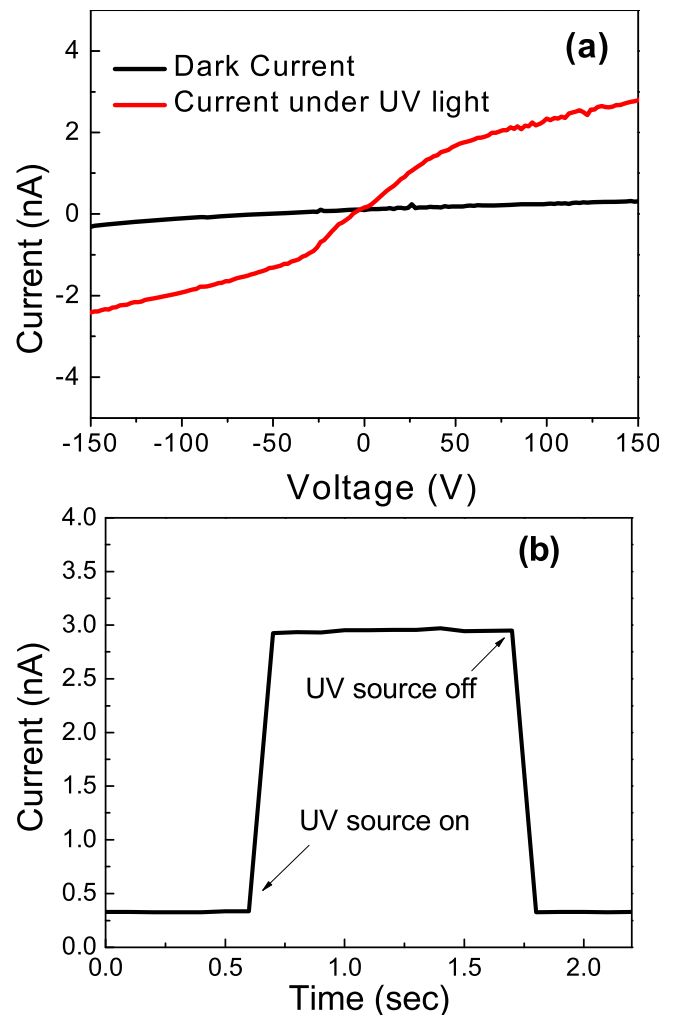 (a)
Dark Current
Current under UV light
4
2
0
-2
-4
Current (nA)
-150
-100
-50
0
50
100
150
Voltage (V)
(b)
4.0
3.5
3.0
2.5
2.0
1.5
1.0
0.5
0.0
Current (nA)
UV source off
UV source on
0.0
0.5
1.0
1.5
2.0
Time (sec)